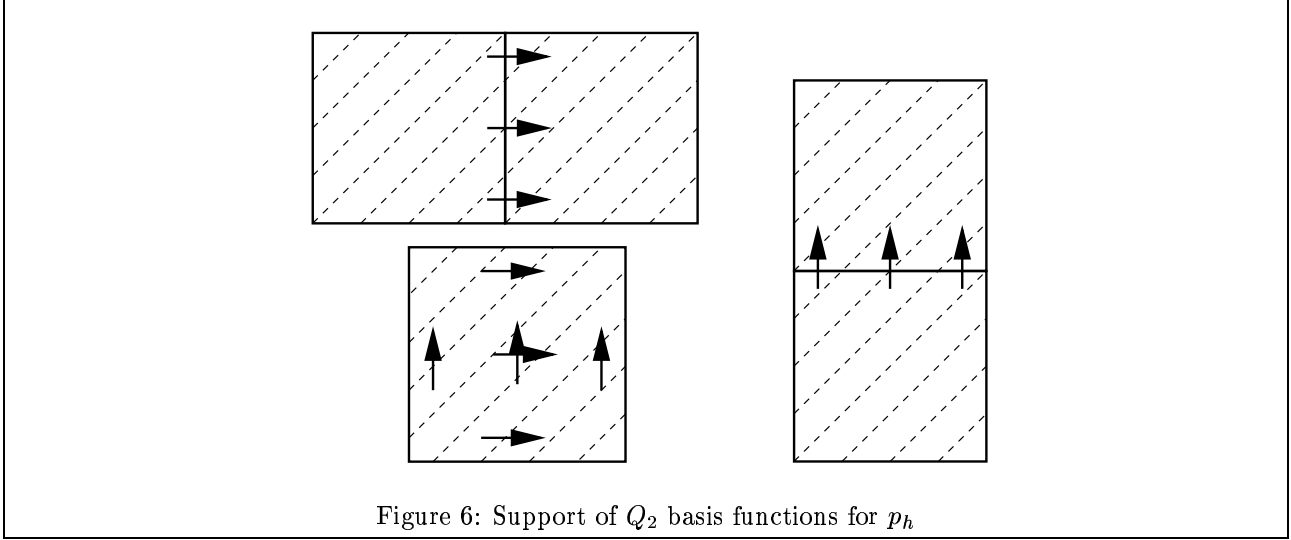 Figure 6: Support of Q₂ basis functions for pₕ